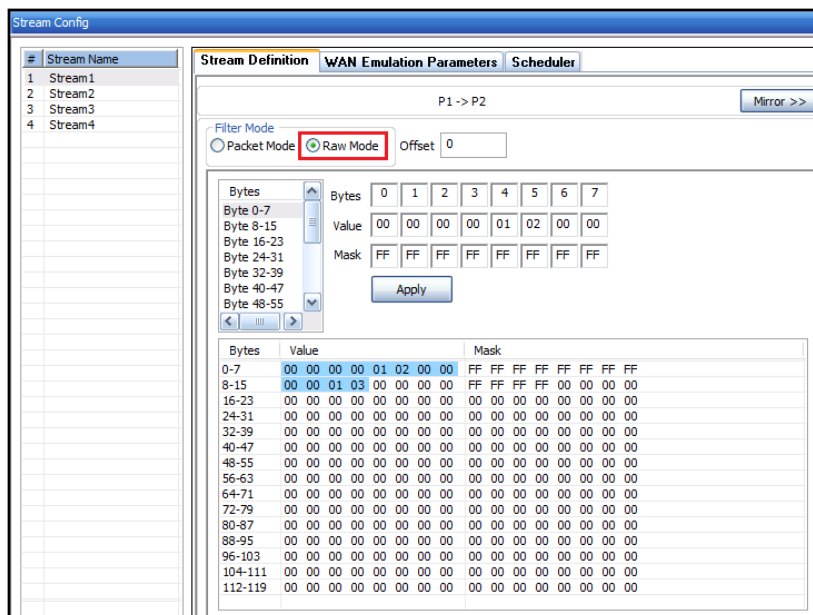 Stream Config
# Stream Name
1 Stream1
2 Stream2
3 Stream3
4 Stream4
Stream Definition WAN Emulation Parameters Scheduler
P1 -> P2 Mirror >>
Filter Mode
Packet Mode Raw Mode Offset 0
Bytes
Byte 0-7
Byte 8-15
Byte 16-23
Byte 24-31
Byte 32-39
Byte 40-47
Byte 48-55
Bytes 0 1 2 3 4 5 6 7
Value 00 00 00 00 01 02 00 00
Mask FF FF FF FF FF FF FF FF
Apply
Bytes Value Mask
0-7 00 00 00 00 01 02 00 00 FF FF FF FF FF FF FF FF
8-15 00 00 01 03 00 00 00 00 FF FF FF FF 00 00 00 00
16-23 00 00 00 00 00 00 00 00 00 00 00 00 00 00 00 00
24-31 00 00 00 00 00 00 00 00 00 00 00 00 00 00 00 00
32-39 00 00 00 00 00 00 00 00 00 00 00 00 00 00 00 00
40-47 00 00 00 00 00 00 00 00 00 00 00 00 00 00 00 00
48-55 00 00 00 00 00 00 00 00 00 00 00 00 00 00 00 00
56-63 00 00 00 00 00 00 00 00 00 00 00 00 00 00 00 00
64-71 00 00 00 00 00 00 00 00 00 00 00 00 00 00 00 00
72-79 00 00 00 00 00 00 00 00 00 00 00 00 00 00 00 00
80-87 00 00 00 00 00 00 00 00 00 00 00 00 00 00 00 00
88-95 00 00 00 00 00 00 00 00 00 00 00 00 00 00 00 00
96-103 00 00 00 00 00 00 00 00 00 00 00 00 00 00 00 00
104-111 00 00 00 00 00 00 00 00 00 00 00 00 00 00 00 00
112-119 00 00 00 00 00 00 00 00 00 00 00 00 00 00 00 00